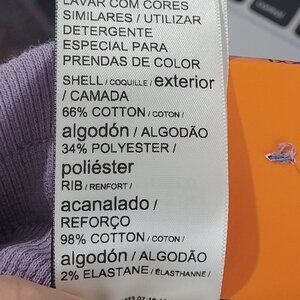 LAVAR COM CORES
SIMILARES / UTILIZAR
DETERGENTE
ESPECIAL PARA
PRENDAS DE COLOR
SHELL / COQUILLE / exterior
/ CAMADA
66% COTTON / COTON /
algodón / ALGODÃO
34% POLYESTER /
poliéster
RIB / RENFORT /
acanalado /
REFORÇO
98% COTTON / COTON /
algodón / ALGODÃO
2% ELASTANE / ÉLASTHANNE /